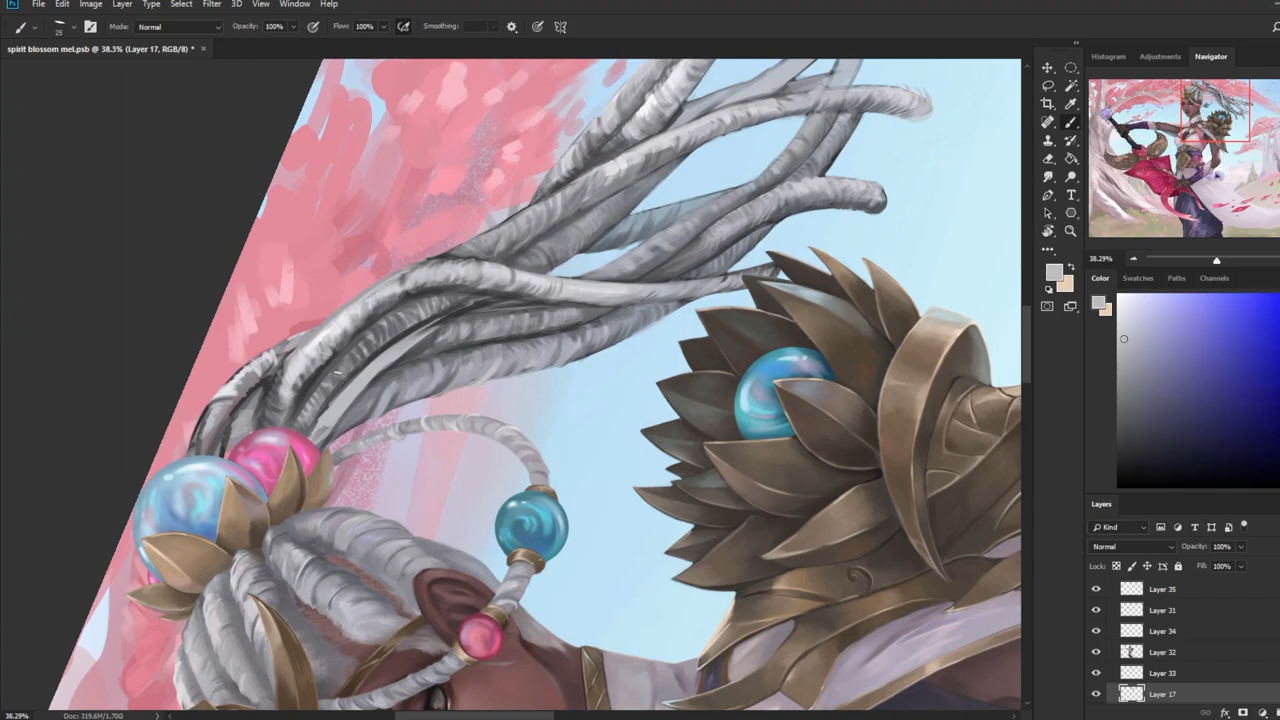 Ps File Edit Image Layer Type Select Filter 3D View Window Help
25 Mode: Normal Opacity: 100% Flow: 100% Smoothing:
spirit blossom mel.psb @ 38.3% (Layer 17, RGB/8) * ×
Histogram Adjustments Navigator
38.29%
Color Swatches Paths Channels
Layers
Kind
Normal Opacity: 100%
Lock: Fill: 100%
Layer 35
Layer 31
Layer 34
Layer 32
Layer 33
Layer 17
fx
38.29% Doc: 319.6M/1.70G